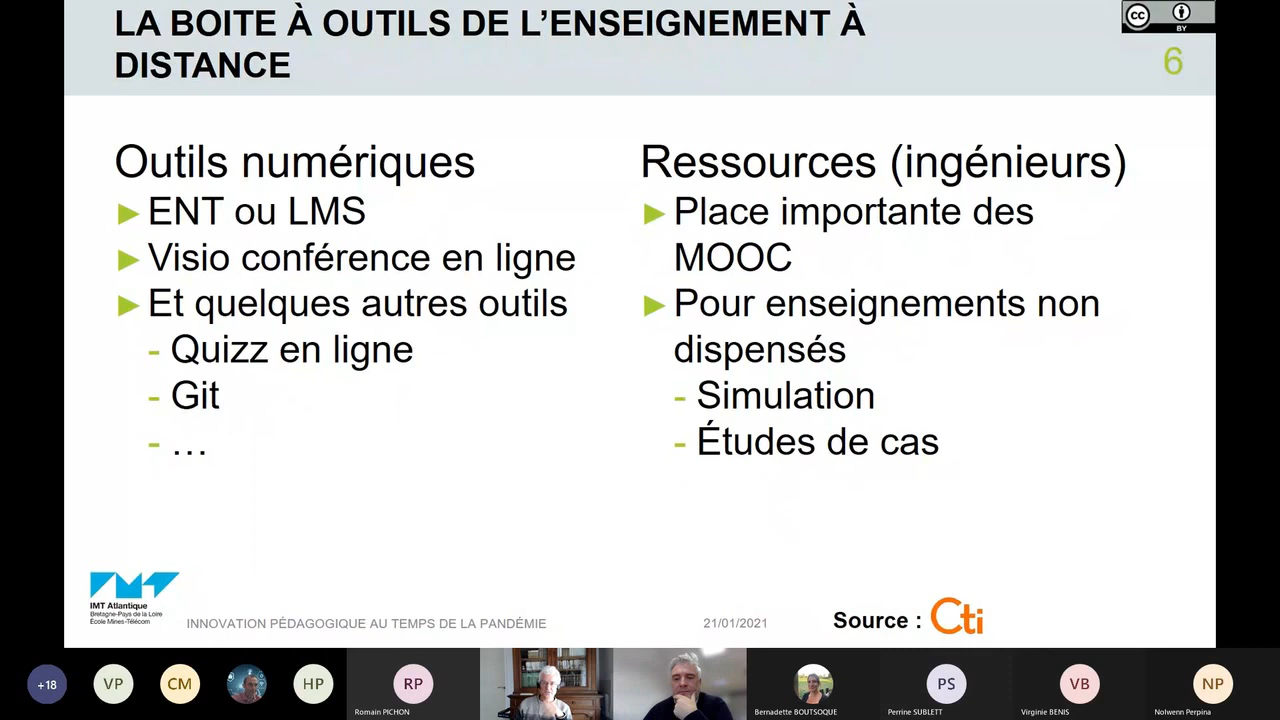 LA BOITE À OUTILS DE L’ENSEIGNEMENT À
DISTANCE
cc
BY
6
Outils numériques
► ENT ou LMS
► Visio conférence en ligne
► Et quelques autres outils
- Quizz en ligne
- Git
- …
Ressources (ingénieurs)
► Place importante des
MOOC
► Pour enseignements non
dispensés
- Simulation
- Études de cas
IMT Atlantique
Bretagne-Pays de la Loire
École Mines-Télécom
INNOVATION PÉDAGOGIQUE AU TEMPS DE LA PANDÉMIE
21/01/2021
Source : Cti
+18
VP
CM
HP
RP
Romain PICHON
Bernadette BOUTSOQUE
PS
Perrine SUBLETT
VB
Virginie BENIS
NP
Nolwenn Perpina